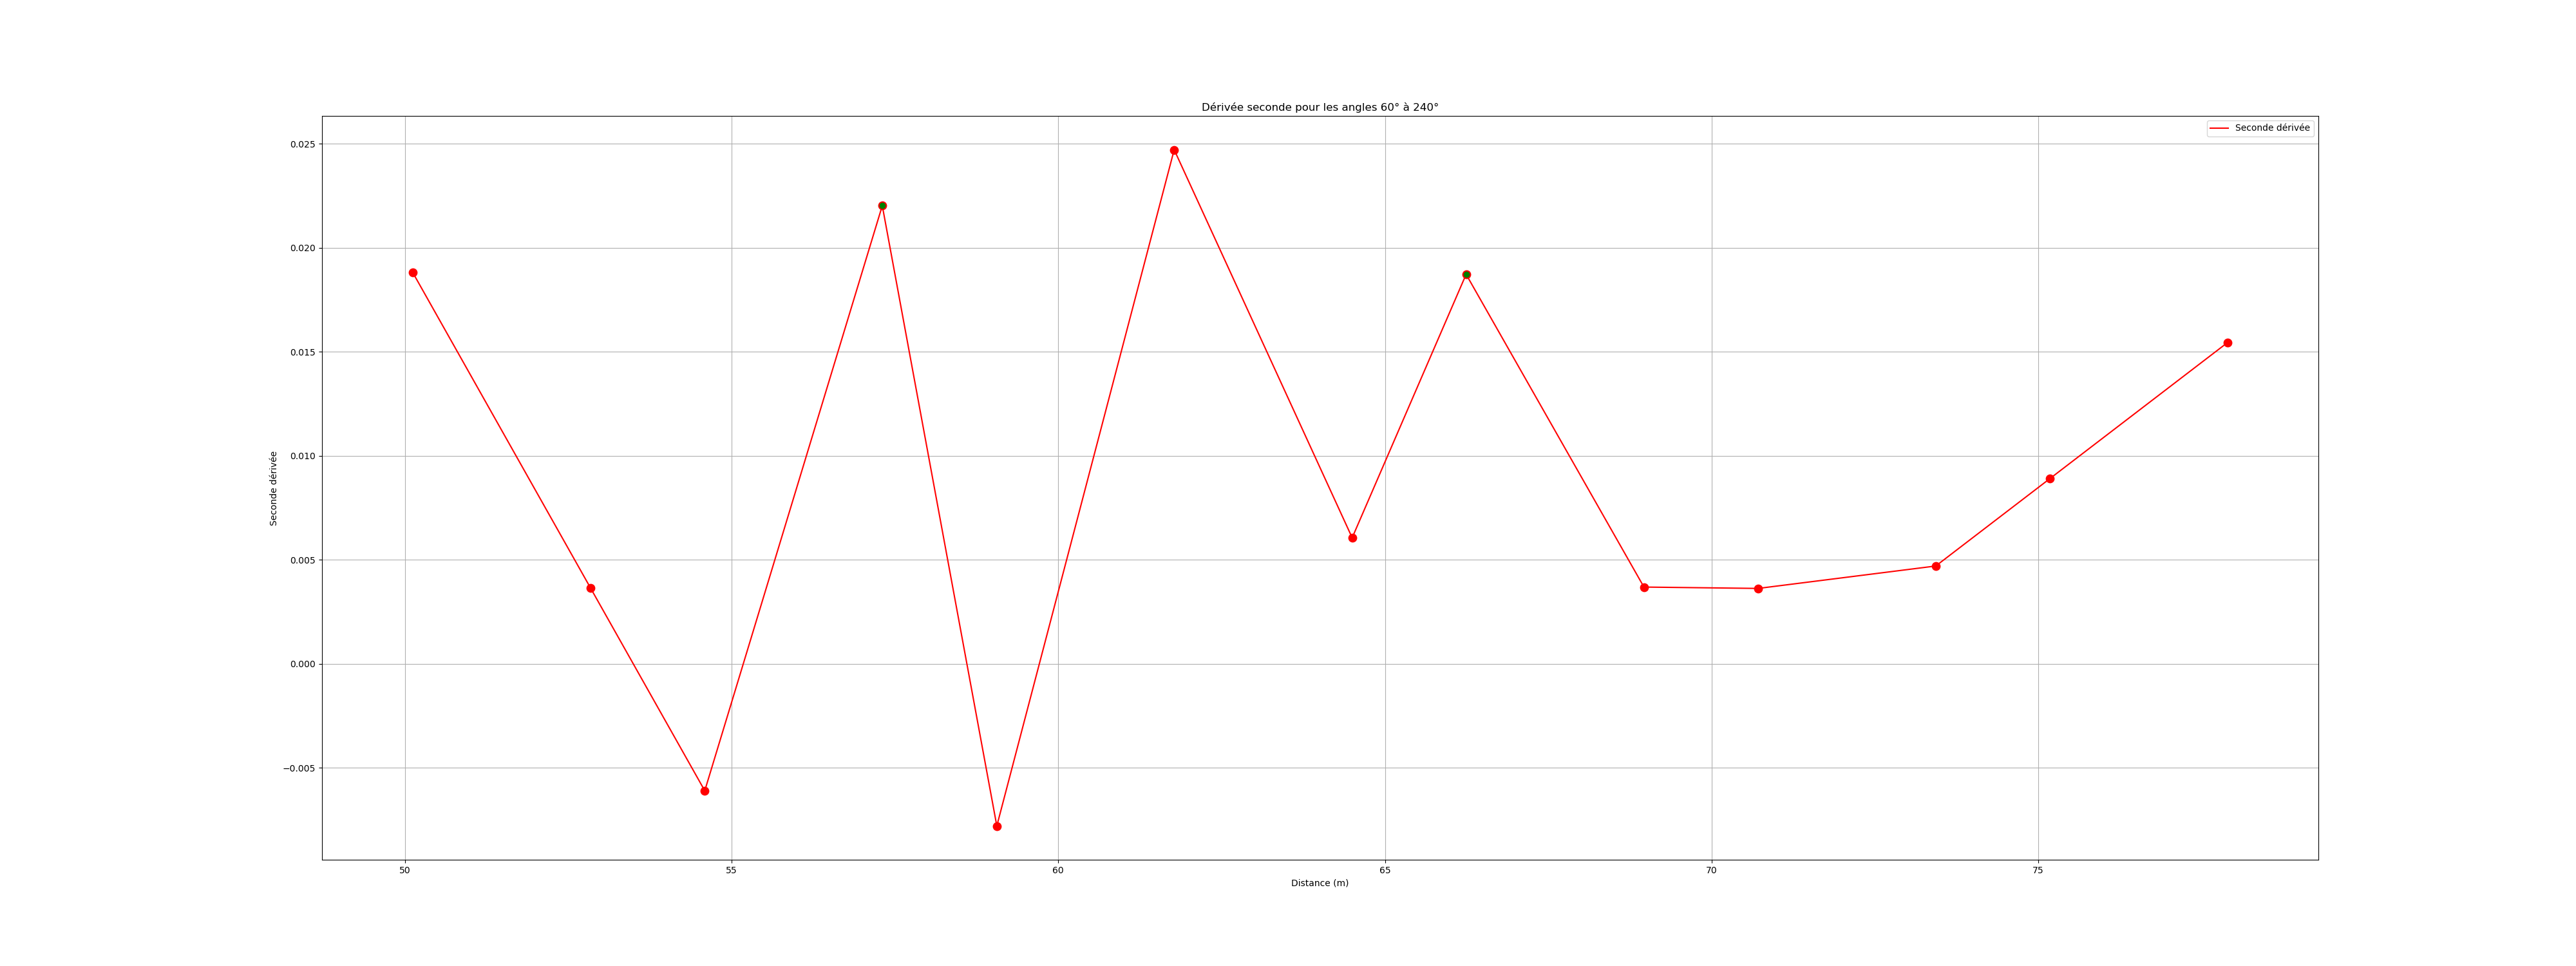 Dérivée seconde pour les angles 60° à 240°
Seconde dérivée
0.025
0.020
0.015
0.010
0.005
0.000
−0.005
Seconde dérivée
50 55 60 65 70 75
Distance (m)